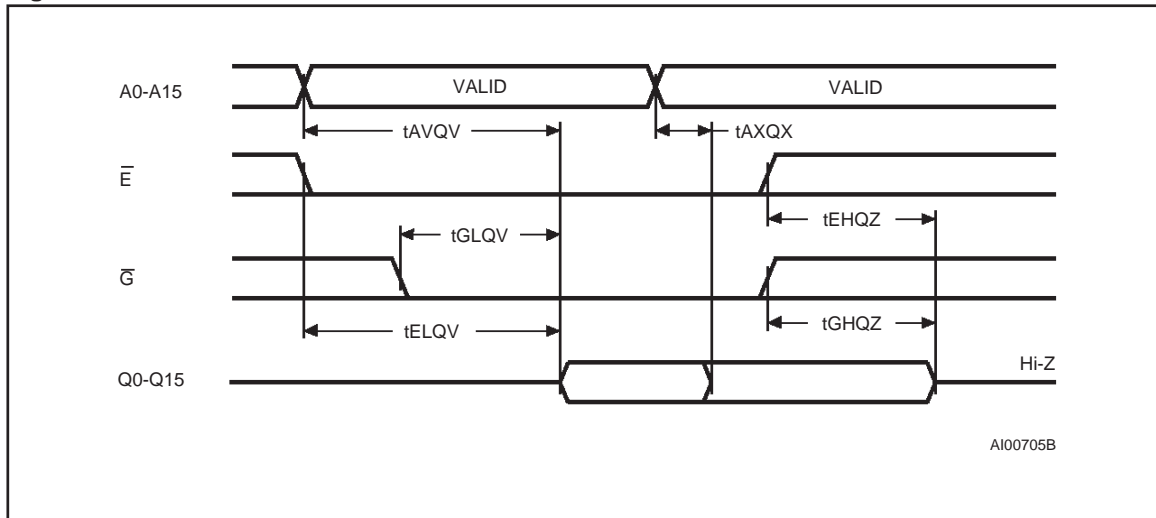 A0-A15
VALID
VALID
tAVQV
tAXQX
E̅
tEHQZ
tGLQV
G̅
tGHQZ
tELQV
Q0-Q15
Hi-Z
AI00705B